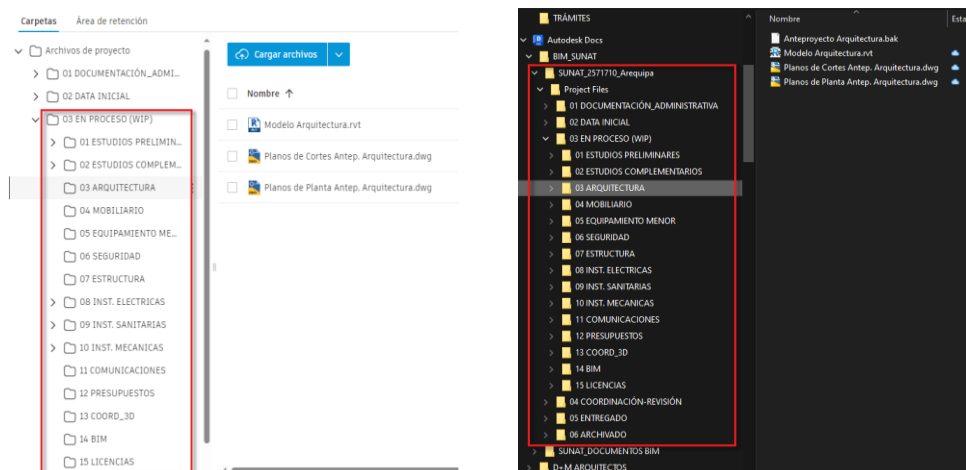 Carpetas Área de retención
Archivos de proyecto
01 DOCUMENTACIÓN_ADMI...
02 DATA INICIAL
03 EN PROCESO (WIP)
01 ESTUDIOS PRELIMIN...
02 ESTUDIOS COMPLEM...
03 ARQUITECTURA
04 MOBILIARIO
05 EQUIPAMIENTO ME...
06 SEGURIDAD
07 ESTRUCTURA
08 INST. ELECTRICAS
09 INST. SANITARIAS
10 INST. MECANICAS
11 COMUNICACIONES
12 PRESUPUESTOS
13 COORD_3D
14 BIM
15 LICENCIAS
Cargar archivos
Nombre
Modelo Arquitectura.rvt
Planos de Cortes Antep. Arquitectura.dwg
Planos de Planta Antep. Arquitectura.dwg
TRÁMITES
Autodesk Docs
BIM_SUNAT
SUNAT_2571710_Arequipa
Project Files
01 DOCUMENTACIÓN_ADMINISTRATIVA
02 DATA INICIAL
03 EN PROCESO (WIP)
01 ESTUDIOS PRELIMINARES
02 ESTUDIOS COMPLEMENTARIOS
03 ARQUITECTURA
04 MOBILIARIO
05 EQUIPAMIENTO MENOR
06 SEGURIDAD
07 ESTRUCTURA
08 INST. ELECTRICAS
09 INST. SANITARIAS
10 INST. MECANICAS
11 COMUNICACIONES
12 PRESUPUESTOS
13 COORD_3D
14 BIM
15 LICENCIAS
04 COORDINACIÓN-REVISIÓN
05 ENTREGADO
06 ARCHIVADO
SUNAT_DOCUMENTOS BIM
D+M ARQUITECTOS
Nombre Esta
Anteproyecto Arquitectura.bak
Modelo Arquitectura.rvt
Planos de Cortes Antep. Arquitectura.dwg
Planos de Planta Antep. Arquitectura.dwg